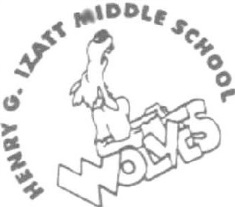 HENRY G. IZATT MIDDLE SCHOOL
WOLVES